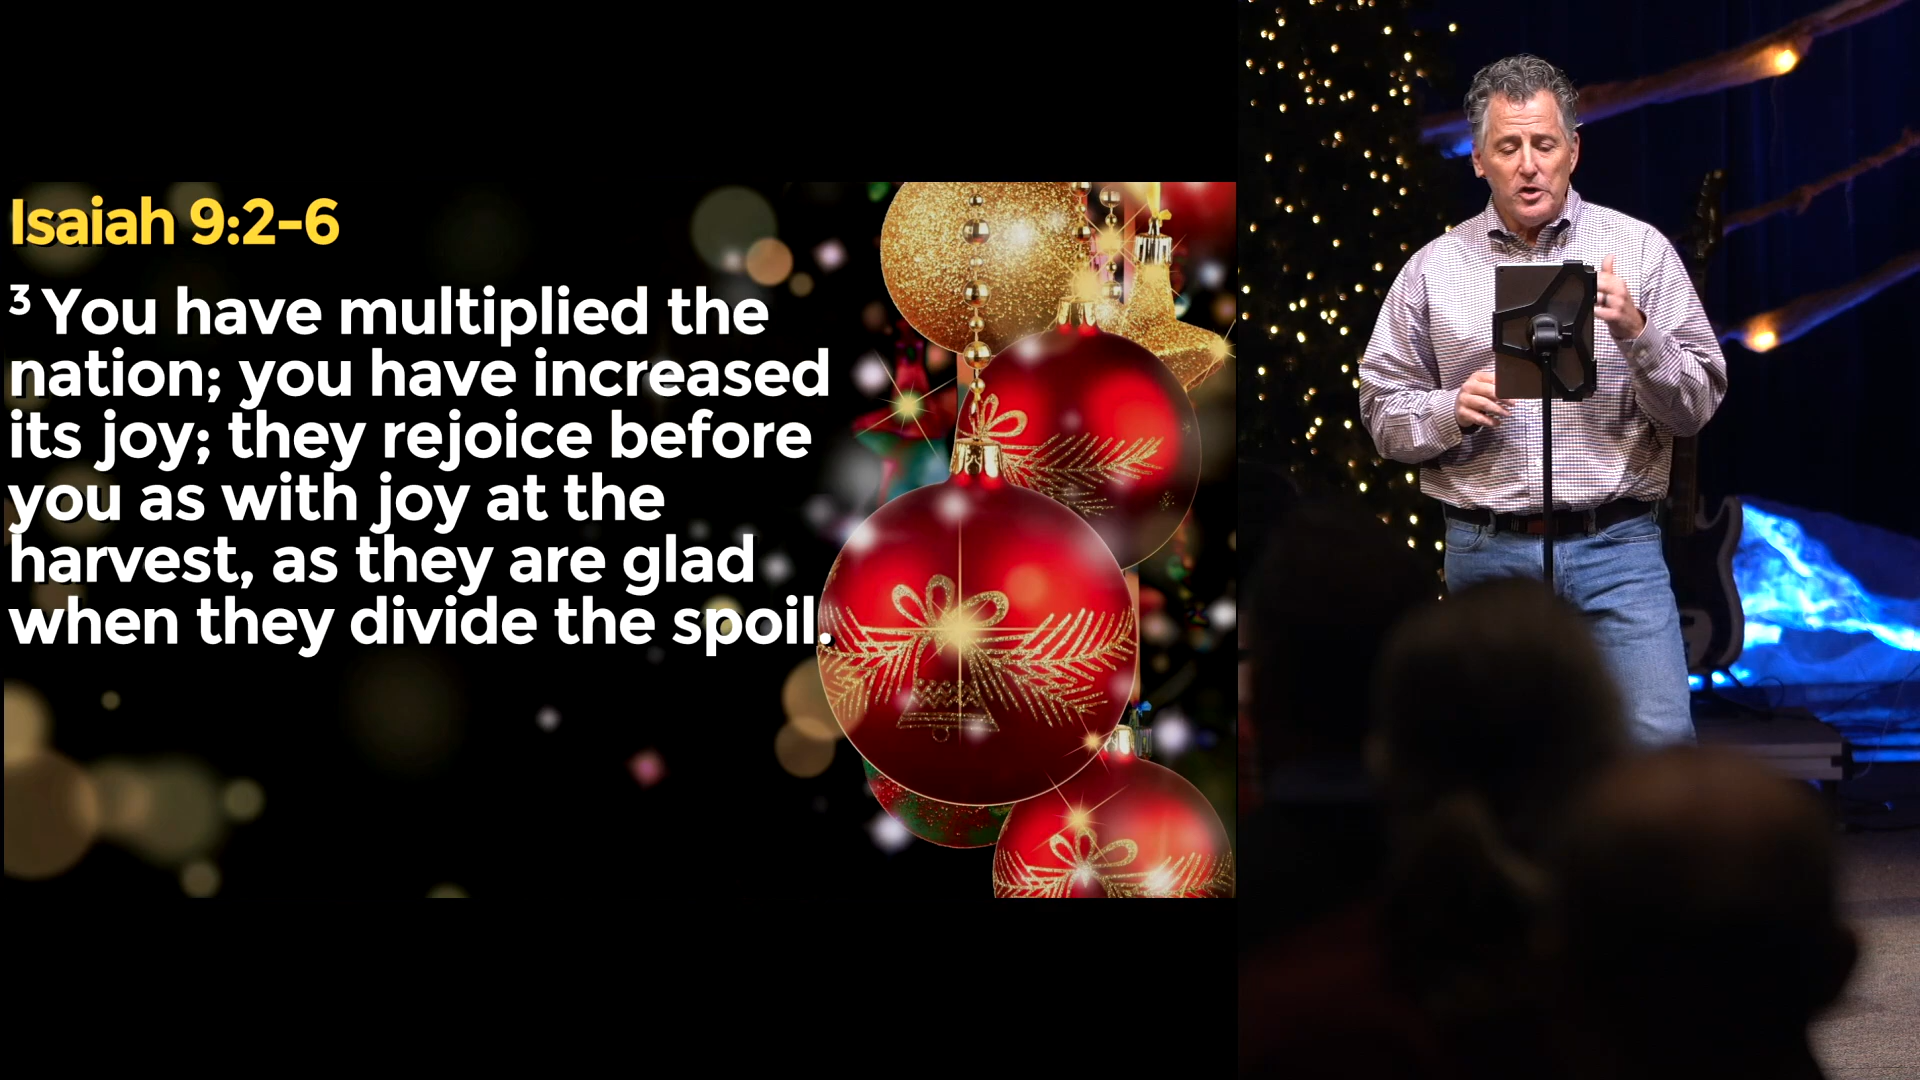 Isaiah 9:2-6
3 You have multiplied the
nation; you have increased
its joy; they rejoice before
you as with joy at the
harvest, as they are glad
when they divide the spoil.